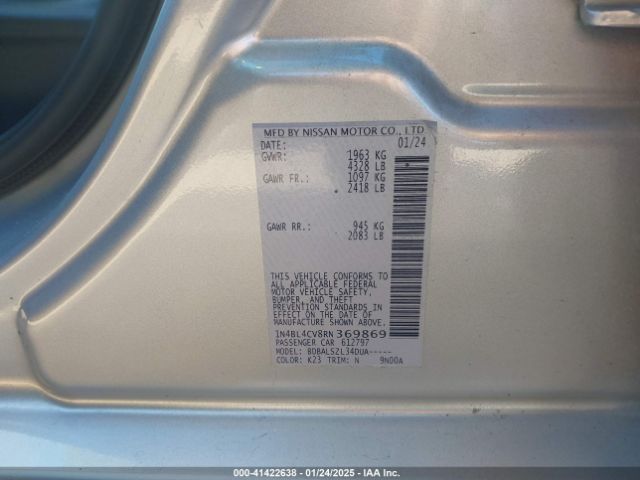 MFD BY NISSAN MOTOR CO., LTD
DATE: 01/24
GVWR: 1963 KG
4328 LB
GAWR FR.: 1097 KG
2418 LB
GAWR RR.: 945 KG
2083 LB
THIS VEHICLE CONFORMS TO
ALL APPLICABLE FEDERAL
MOTOR VEHICLE SAFETY,
BUMPER, AND THEFT
PREVENTION STANDARDS
IN EFFECT ON THE DATE OF
MANUFACTURE SHOWN ABOVE.
1N4BL4CV8RN369869
PASSENGER CAR 612797
MODEL: BDBALSZL34DUA-----
COLOR: K23 TRIM: N 9N00A
000-41422638 - 01/24/2025 - IAA Inc.